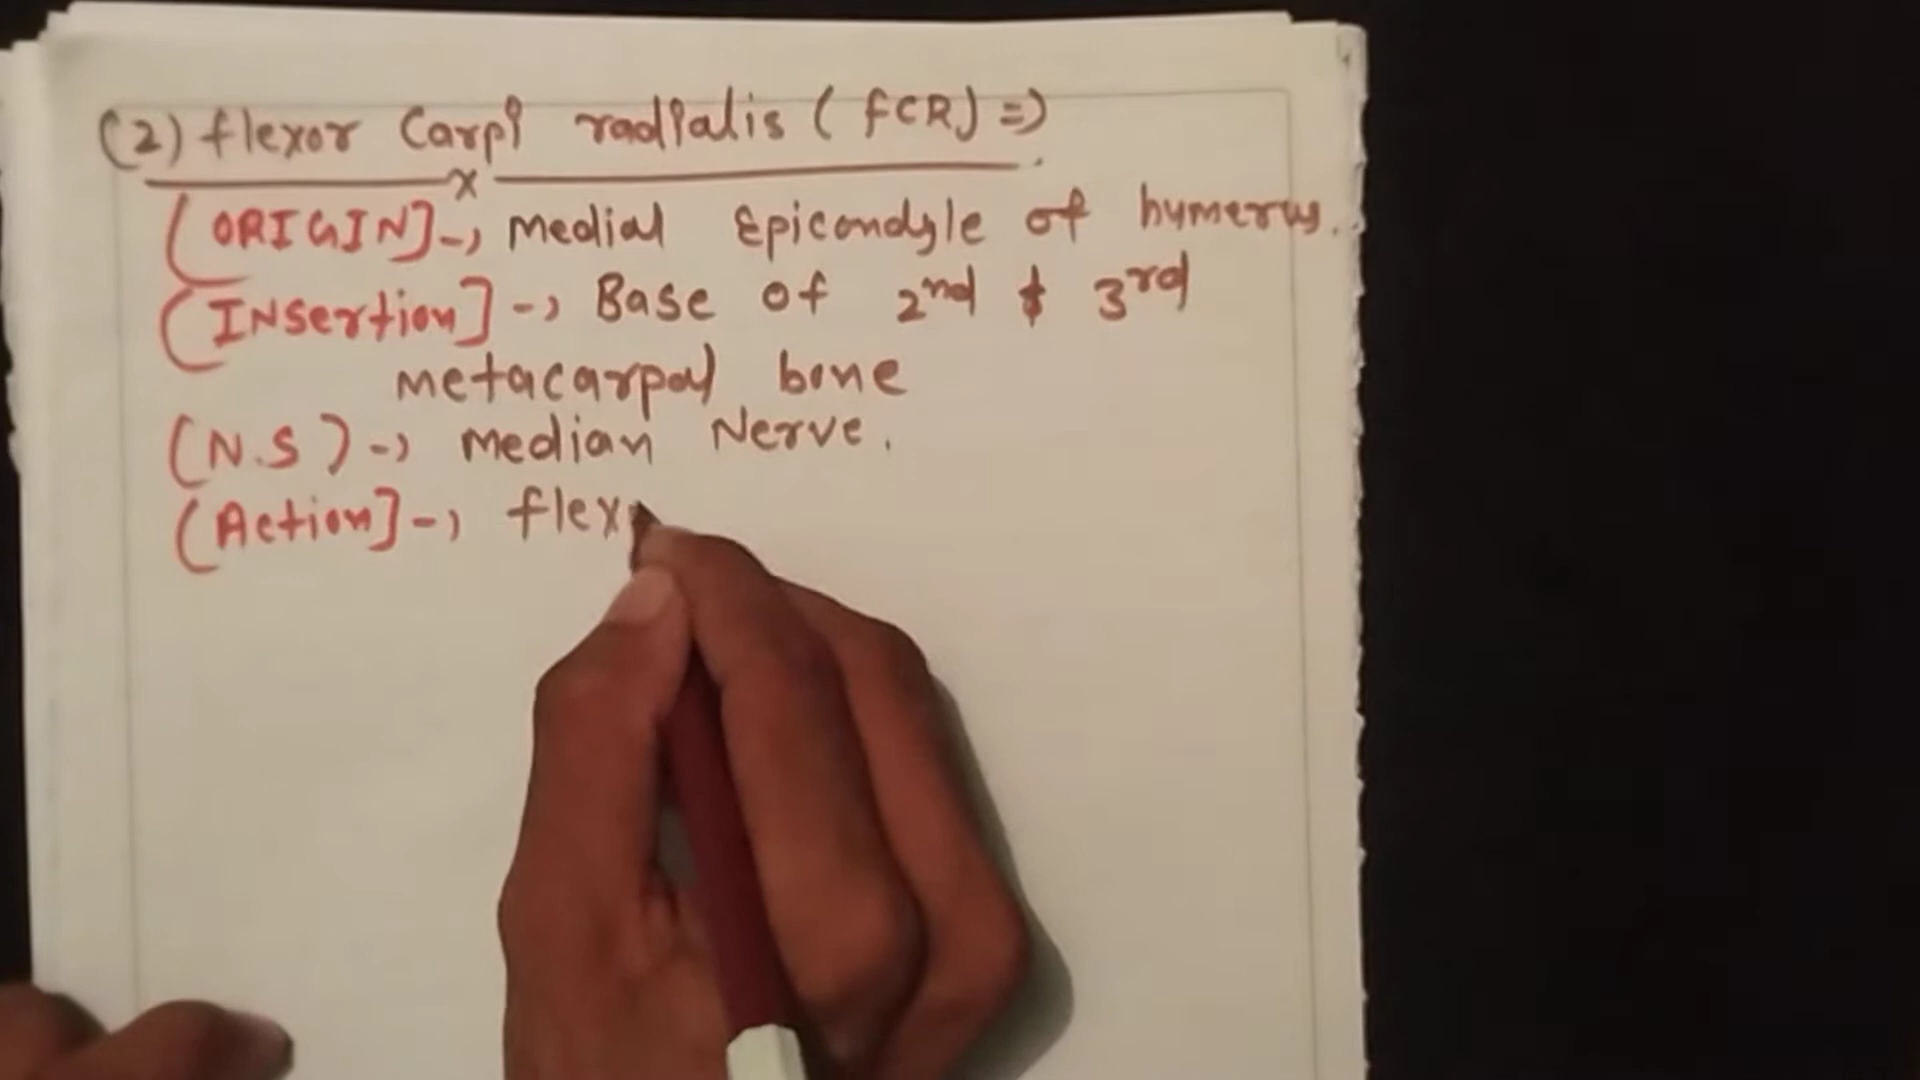 (2) flexor Carpi radialis (FCR) =>
(ORIGIN] -> Medial Epicondyle of humerus.
(INsertion] -> Base of 2nd & 3rd
metacarpal bone
(N.S) -> Median Nerve.
(Action] -> flex